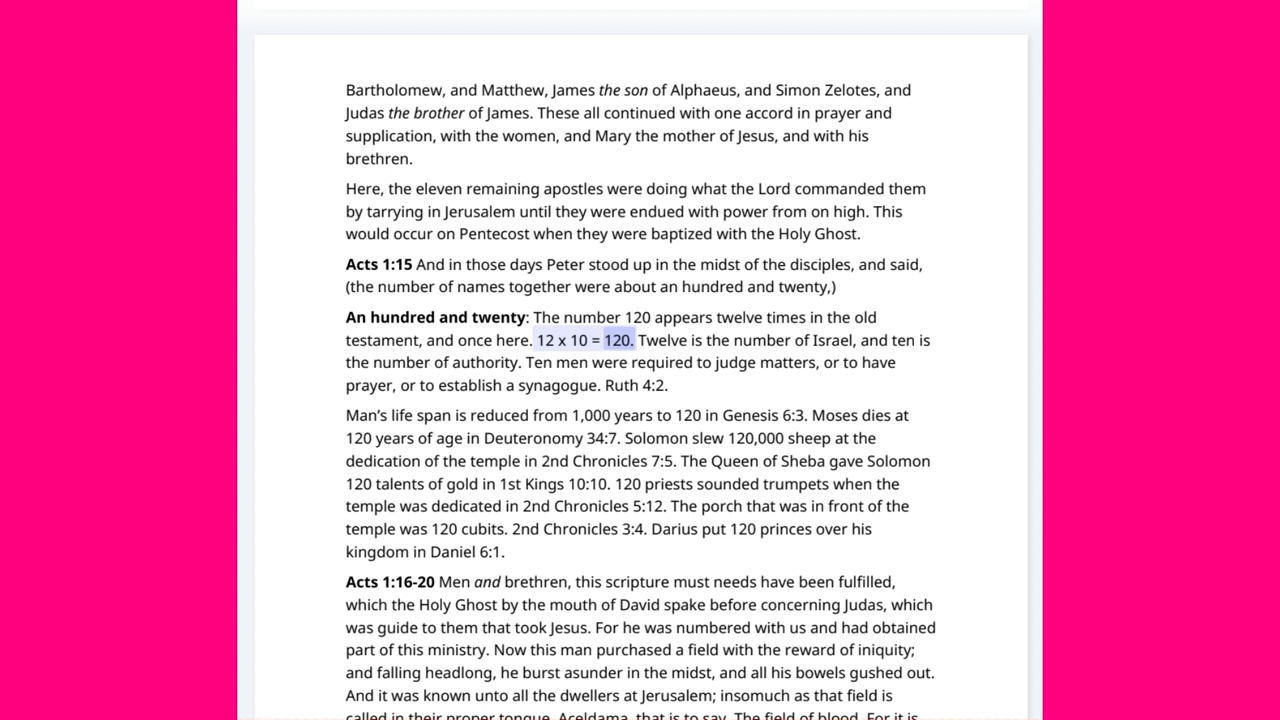 Bartholomew, and Matthew, James the son of Alphaeus, and Simon Zelotes, and
Judas the brother of James. These all continued with one accord in prayer and
supplication, with the women, and Mary the mother of Jesus, and with his
brethren.
Here, the eleven remaining apostles were doing what the Lord commanded them
by tarrying in Jerusalem until they were endued with power from on high. This
would occur on Pentecost when they were baptized with the Holy Ghost.
Acts 1:15 And in those days Peter stood up in the midst of the disciples, and said,
(the number of names together were about an hundred and twenty,)
An hundred and twenty: The number 120 appears twelve times in the old
testament, and once here. 12 x 10 = 120. Twelve is the number of Israel, and ten is
the number of authority. Ten men were required to judge matters, or to have
prayer, or to establish a synagogue. Ruth 4:2.
Man’s life span is reduced from 1,000 years to 120 in Genesis 6:3. Moses dies at
120 years of age in Deuteronomy 34:7. Solomon slew 120,000 sheep at the
dedication of the temple in 2nd Chronicles 7:5. The Queen of Sheba gave Solomon
120 talents of gold in 1st Kings 10:10. 120 priests sounded trumpets when the
temple was dedicated in 2nd Chronicles 5:12. The porch that was in front of the
temple was 120 cubits. 2nd Chronicles 3:4. Darius put 120 princes over his
kingdom in Daniel 6:1.
Acts 1:16-20 Men and brethren, this scripture must needs have been fulfilled,
which the Holy Ghost by the mouth of David spake before concerning Judas, which
was guide to them that took Jesus. For he was numbered with us and had obtained
part of this ministry. Now this man purchased a field with the reward of iniquity;
and falling headlong, he burst asunder in the midst, and all his bowels gushed out.
And it was known unto all the dwellers at Jerusalem; insomuch as that field is
called in their proper tongue, Aceldama, that is to say, The field of blood. For it is